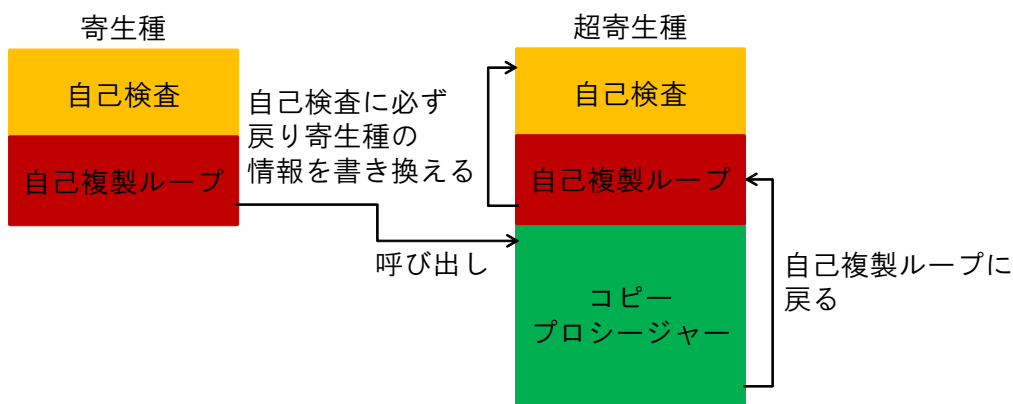 寄生種
自己検査
自己複製ループ
自己検査に必ず
戻り寄生種の
情報を書き換える
呼び出し
超寄生種
自己検査
自己複製ループ
コピー
プロシージャー
自己複製ループに
戻る